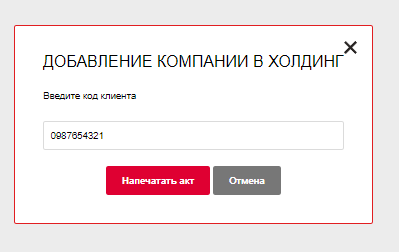 ДОБАВЛЕНИЕ КОМПАНИИ В ХОЛДИНГ
Введите код клиента
0987654321
Напечатать акт Отмена